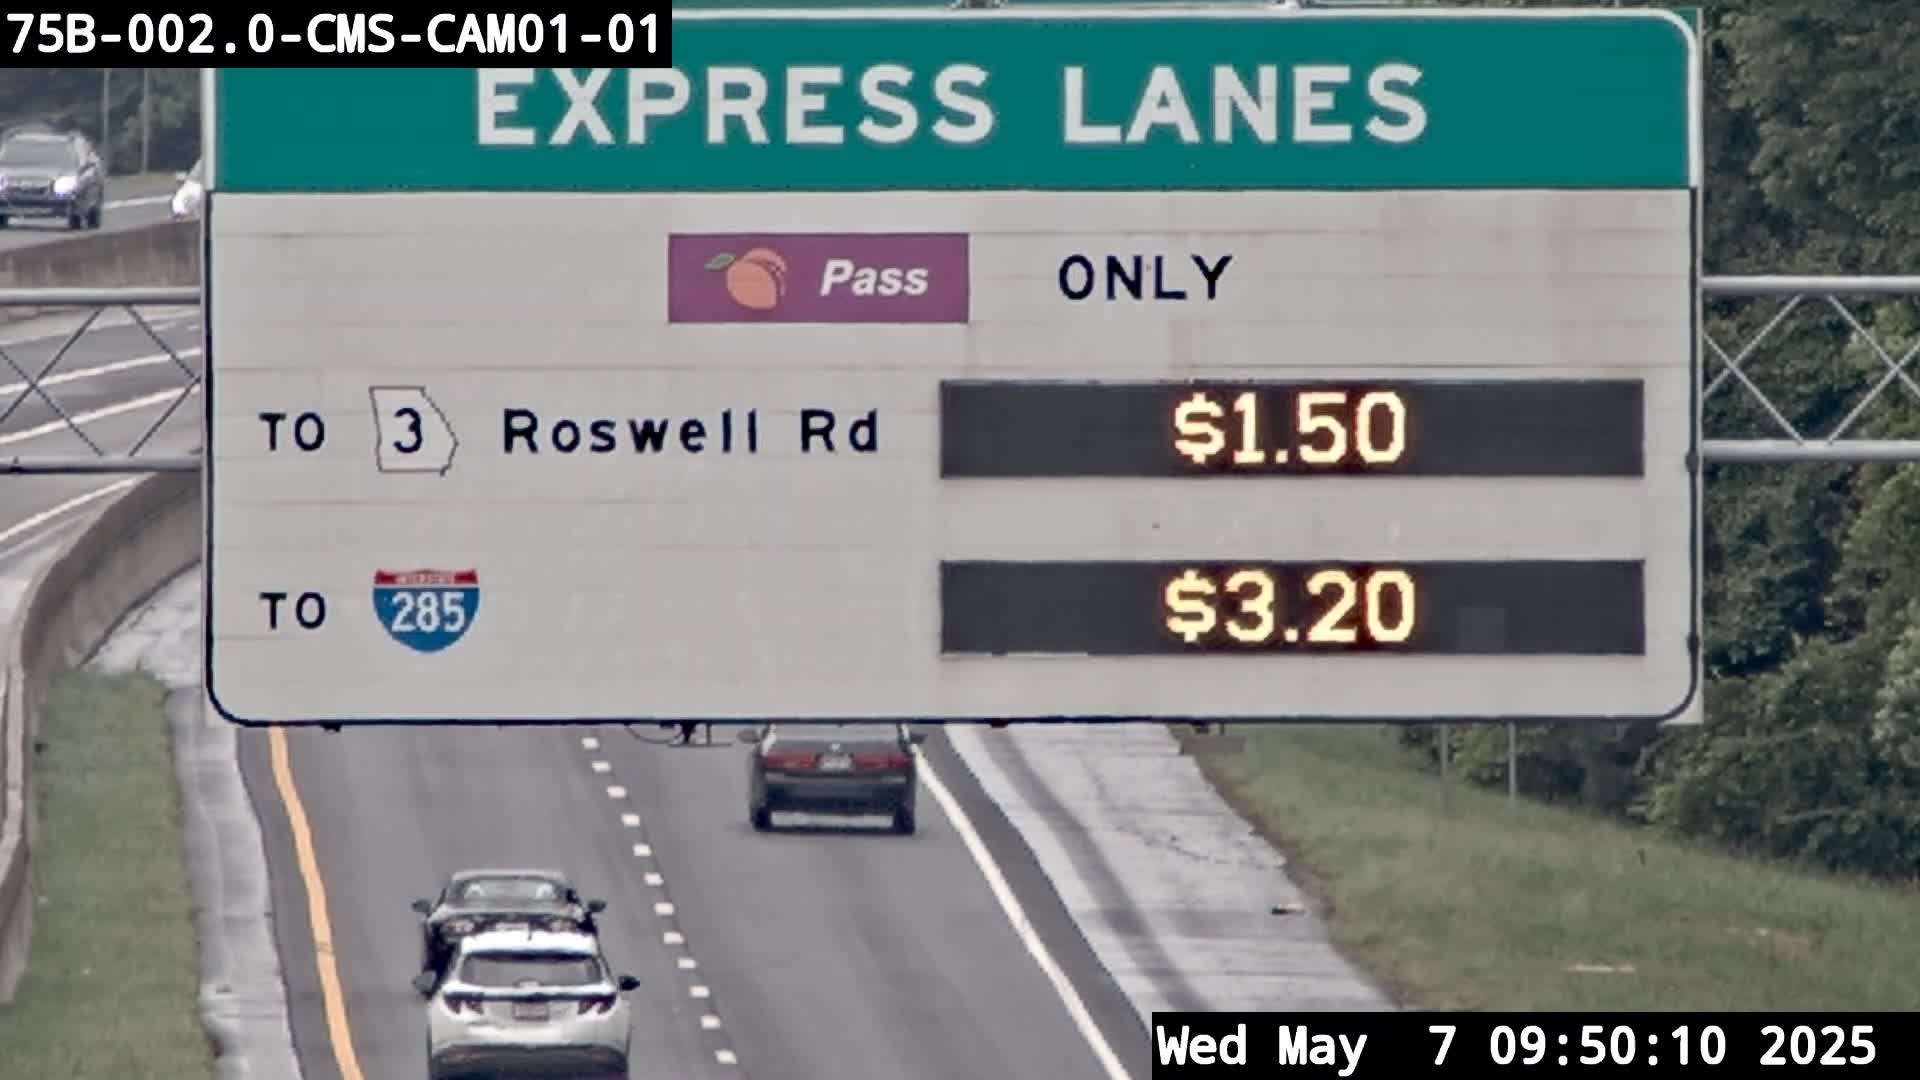 75B-002.0-CMS-CAM01-01
EXPRESS LANES
Pass ONLY
TO 3 Roswell Rd $1.50
TO 285 $3.20
Wed May 7 09:50:10 2025